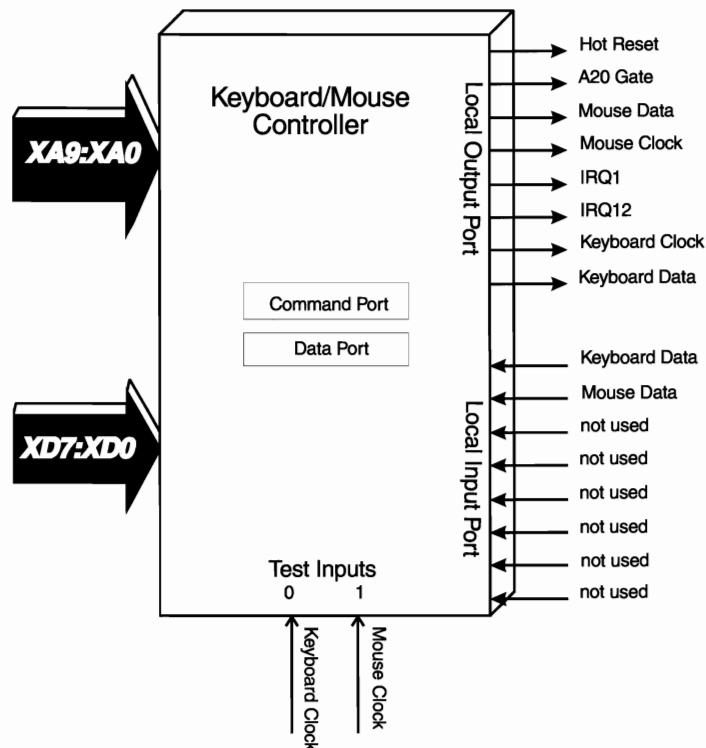 Keyboard/Mouse
Controller
XA9:XA0
XD7:XD0
Command Port
Data Port
Local Output Port
Hot Reset
A20 Gate
Mouse Data
Mouse Clock
IRQ1
IRQ12
Keyboard Clock
Keyboard Data
Local Input Port
Keyboard Data
Mouse Data
not used
not used
not used
not used
not used
not used
Test Inputs
0 1
Keyboard Clock
Mouse Clock